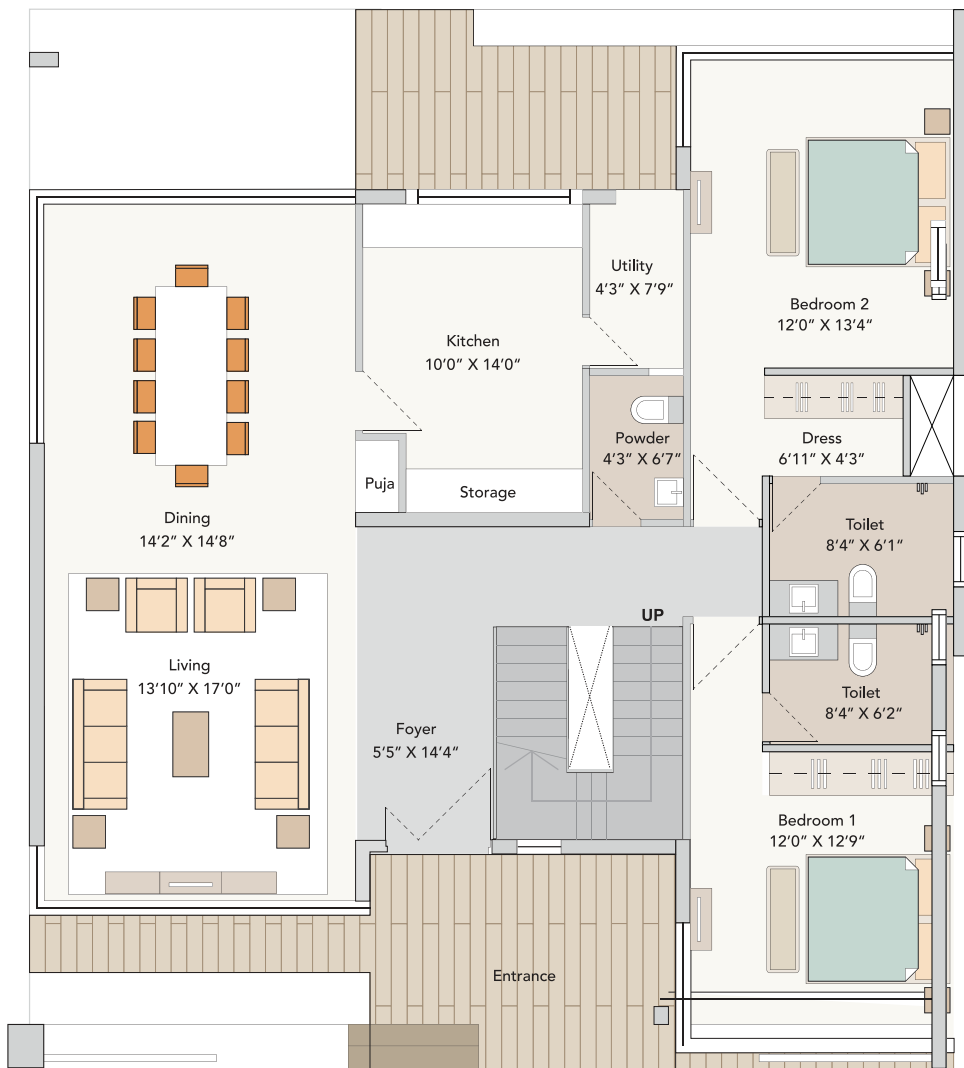 Utility
4'3" X 7'9"
Bedroom 2
12'0" X 13'4"
Kitchen
10'0" X 14'0"
Powder
4'3" X 6'7"
Dress
6'11" X 4'3"
Puja
Storage
Dining
14'2" X 14'8"
Toilet
8'4" X 6'1"
UP
Living
13'10" X 17'0"
Toilet
8'4" X 6'2"
Foyer
5'5" X 14'4"
Bedroom 1
12'0" X 12'9"
Entrance